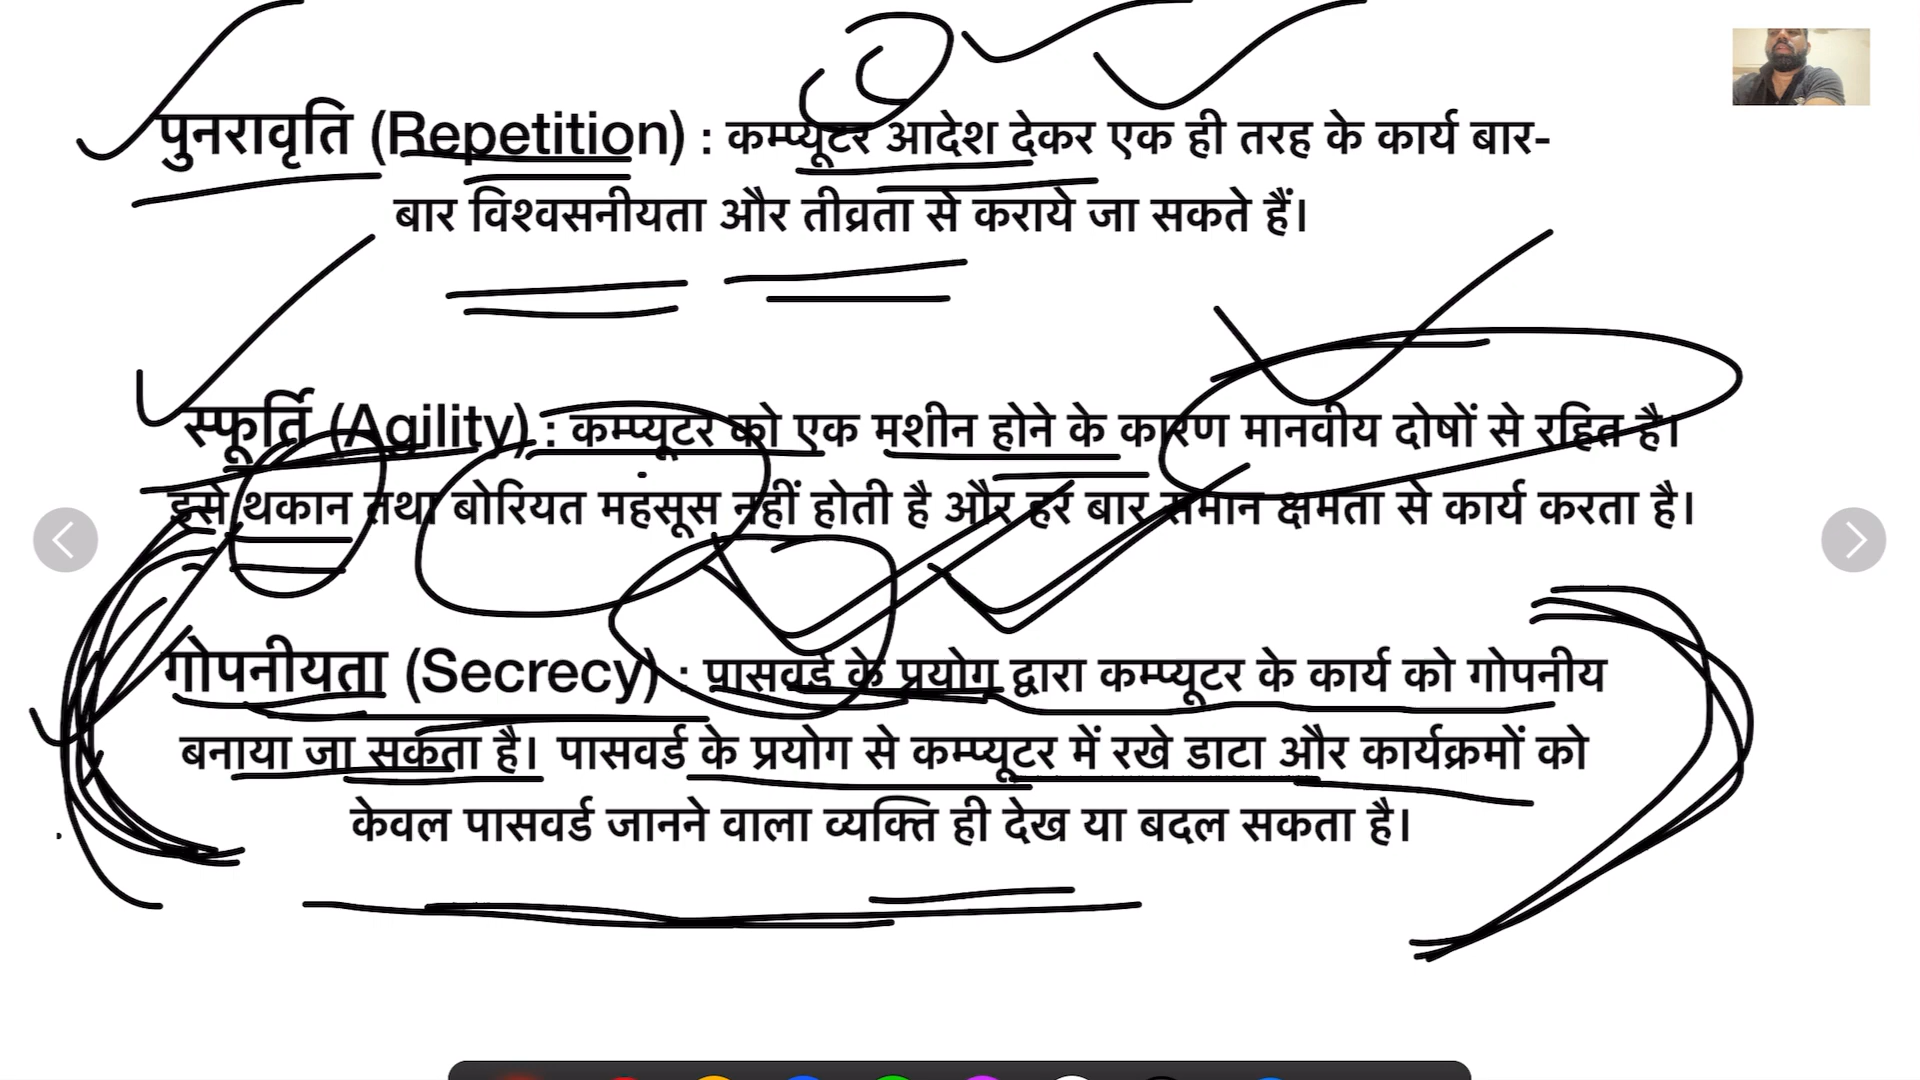 पुनरावृति (Repetition) : कम्प्यूटर आदेश देकर एक ही तरह के कार्य बार-
बार विश्वसनीयता और तीव्रता से कराये जा सकते हैं।
स्फूर्ति (Agility) : कम्प्यूटर को एक मशीन होने के कारण मानवीय दोषों से रहित है।
इसे थकान तथा बोरियत महसूस नहीं होती है और हर बार समान क्षमता से कार्य करता है।
गोपनीयता (Secrecy) : पासवर्ड के प्रयोग द्वारा कम्प्यूटर के कार्य को गोपनीय
बनाया जा सकता है। पासवर्ड के प्रयोग से कम्प्यूटर में रखे डाटा और कार्यक्रमों को
केवल पासवर्ड जानने वाला व्यक्ति ही देख या बदल सकता है।